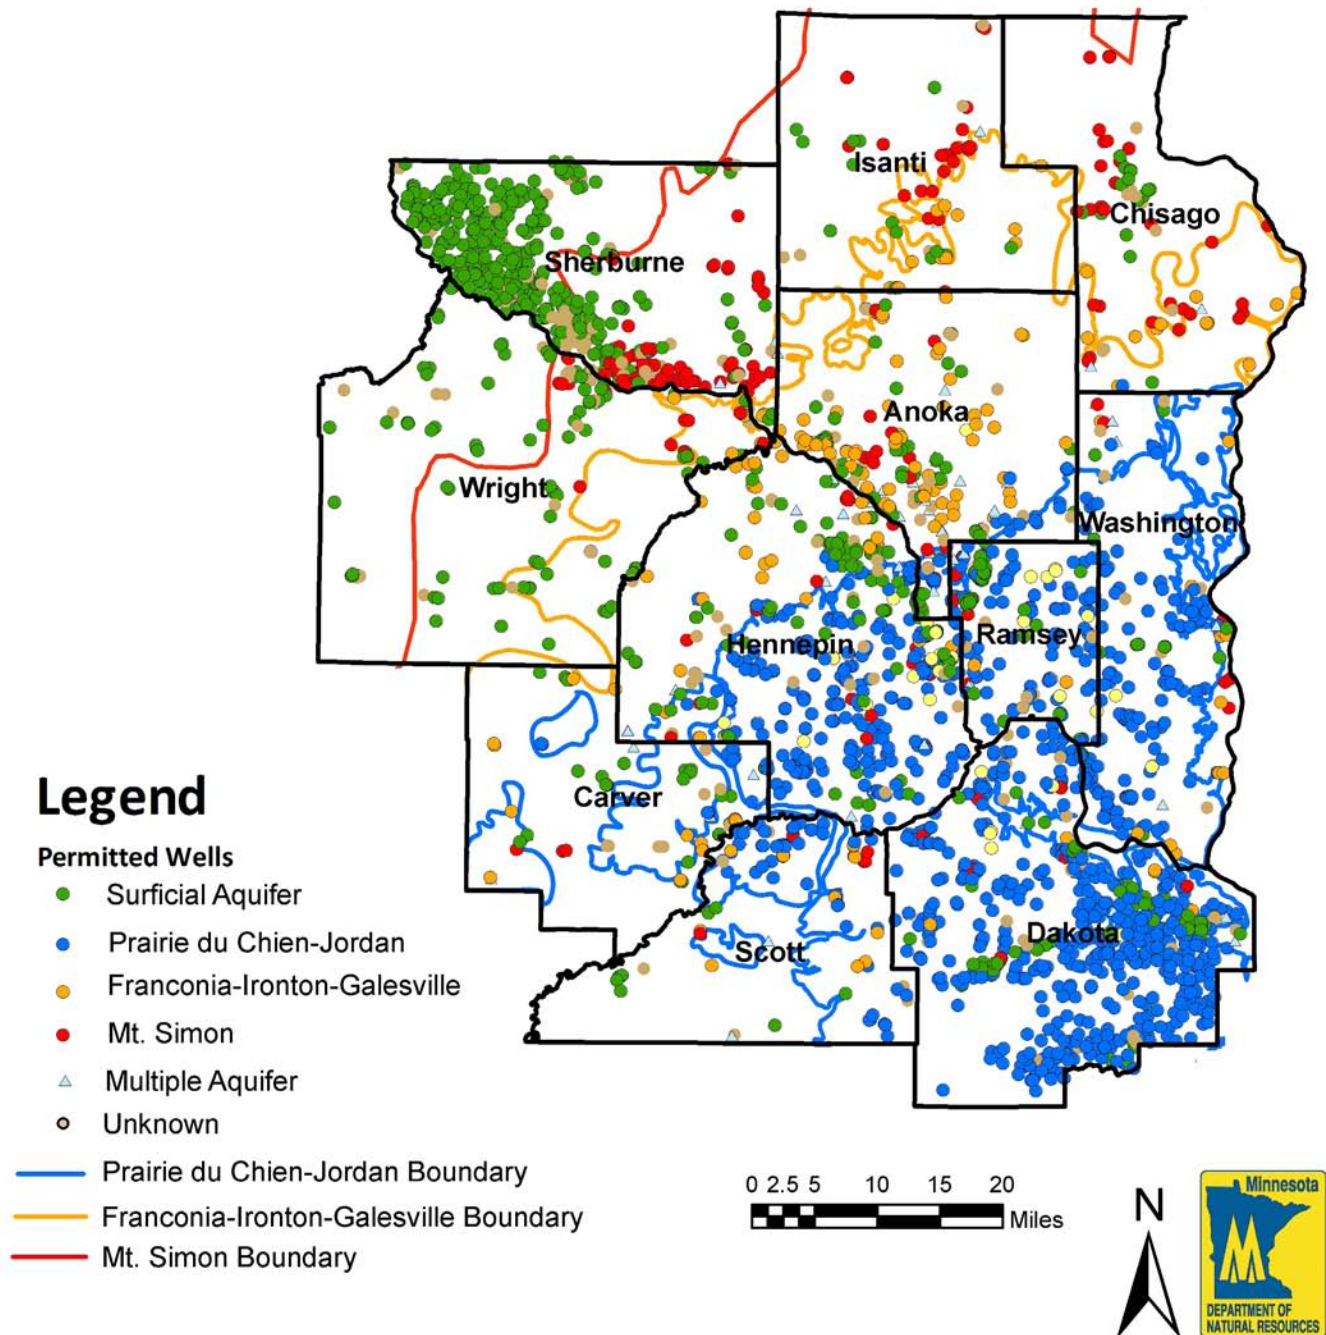 Isanti
Chisago
Sherburne
Anoka
Wright
Washington
Hennepin
Ramsey
Carver
Dakota
Scott
Legend
Permitted Wells
Surficial Aquifer
Prairie du Chien-Jordan
Franconia-Ironton-Galesville
Mt. Simon
Multiple Aquifer
Unknown
Prairie du Chien-Jordan Boundary
Franconia-Ironton-Galesville Boundary
Mt. Simon Boundary
0 2.5 5 10 15 20
Miles
N
Minnesota
DEPARTMENT OF
NATURAL RESOURCES